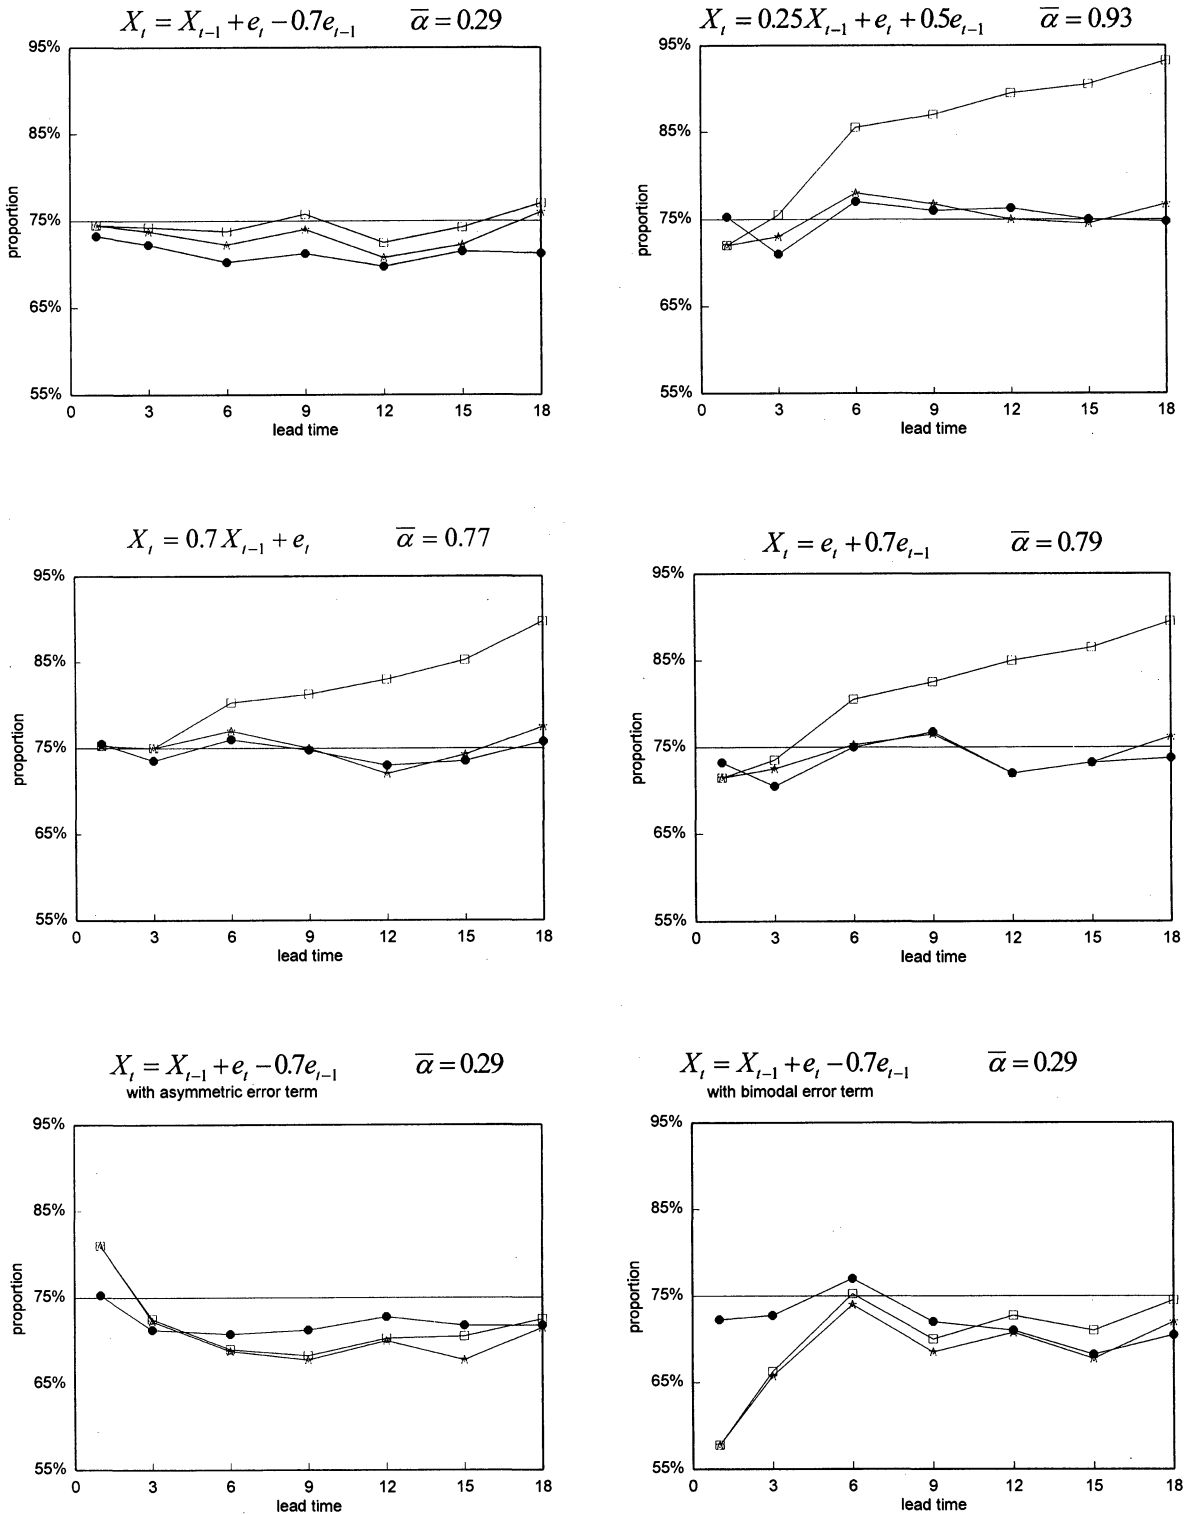 X_t = X_{t-1} + e_t − 0.7e_{t-1} α̅ = 0.29
95%
85%
75%
65%
55%
proportion
0 3 6 9 12 15 18
lead time
X_t = 0.25X_{t-1} + e_t + 0.5e_{t-1} α̅ = 0.93
95%
85%
75%
65%
55%
proportion
0 3 6 9 12 15 18
lead time
X_t = 0.7X_{t-1} + e_t α̅ = 0.77
95%
85%
75%
65%
55%
proportion
0 3 6 9 12 15 18
lead time
X_t = e_t + 0.7e_{t-1} α̅ = 0.79
95%
85%
75%
65%
55%
proportion
0 3 6 9 12 15 18
lead time
X_t = X_{t-1} + e_t − 0.7e_{t-1} α̅ = 0.29
with asymmetric error term
95%
85%
75%
65%
55%
proportion
0 3 6 9 12 15 18
lead time
X_t = X_{t-1} + e_t − 0.7e_{t-1} α̅ = 0.29
with bimodal error term
95%
85%
75%
65%
55%
proportion
0 3 6 9 12 15 18
lead time